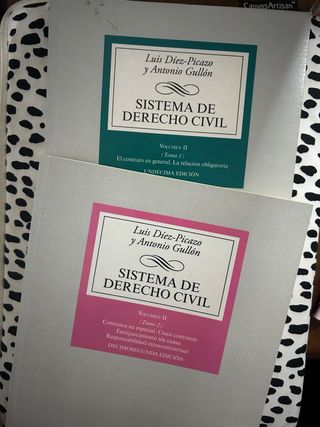 CanvasArtisan
Luis Díez-Picazo
y Antonio Gullón
SISTEMA DE
DERECHO CIVIL
VOLUMEN II
(Tomo 1)
El contrato en general. La relación obligatoria
UNDÉCIMA EDICIÓN
Luis Díez-Picazo
y Antonio Gullón
SISTEMA DE
DERECHO CIVIL
VOLUMEN II
(Tomo 2)
Contratos en especial. Cuasi contratos
Enriquecimiento sin causa
Responsabilidad extracontractual
DECIMOSEGUNDA EDICIÓN